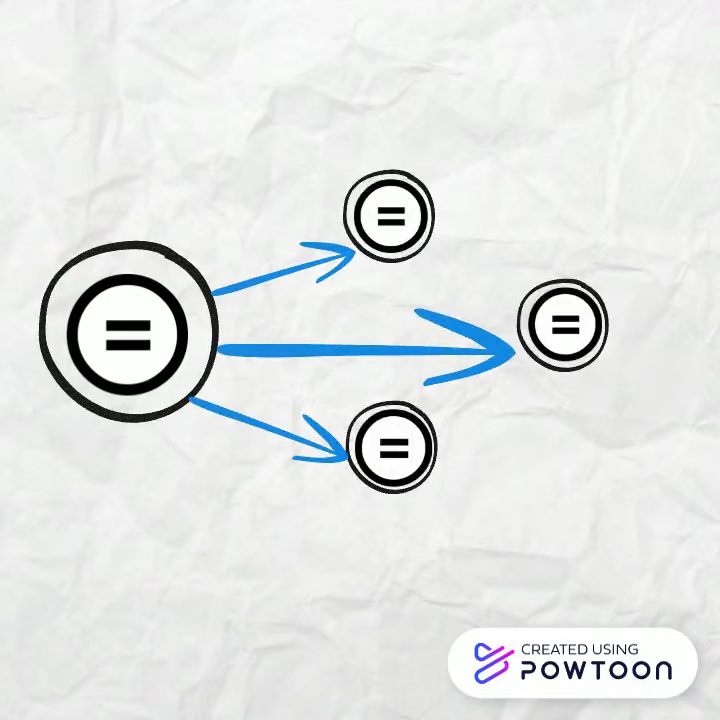 =
=
=
=
CREATED USING
POWTOON